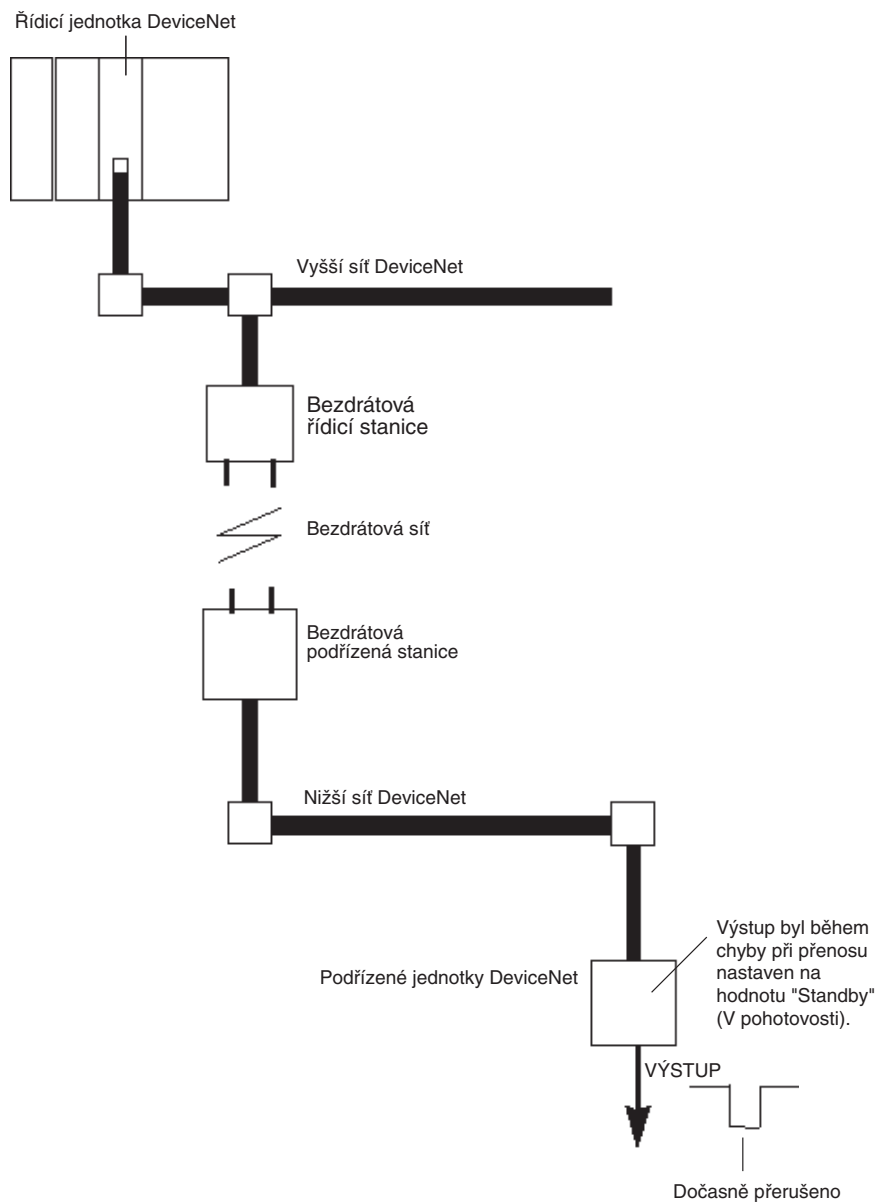 Řídicí jednotka DeviceNet
Vyšší síť DeviceNet
Bezdrátová
řídicí stanice
Bezdrátová síť
Bezdrátová
podřízená stanice
Nižší síť DeviceNet
Výstup byl během
chyby při přenosu
nastaven na
hodnotu "Standby"
(V pohotovosti).
Podřízené jednotky DeviceNet
VÝSTUP
Dočasně přerušeno